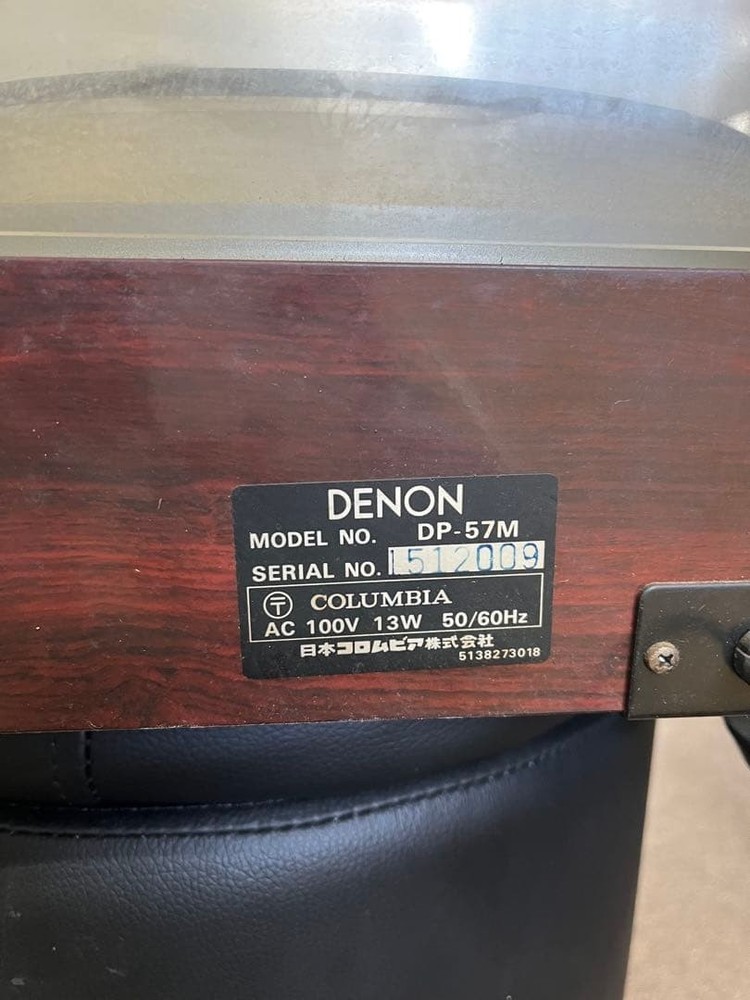 DENON
MODEL NO. DP-57M
SERIAL NO. 1512009
〒 COLUMBIA
AC 100V 13W 50/60Hz
日本コロムビア株式会社
5138273018